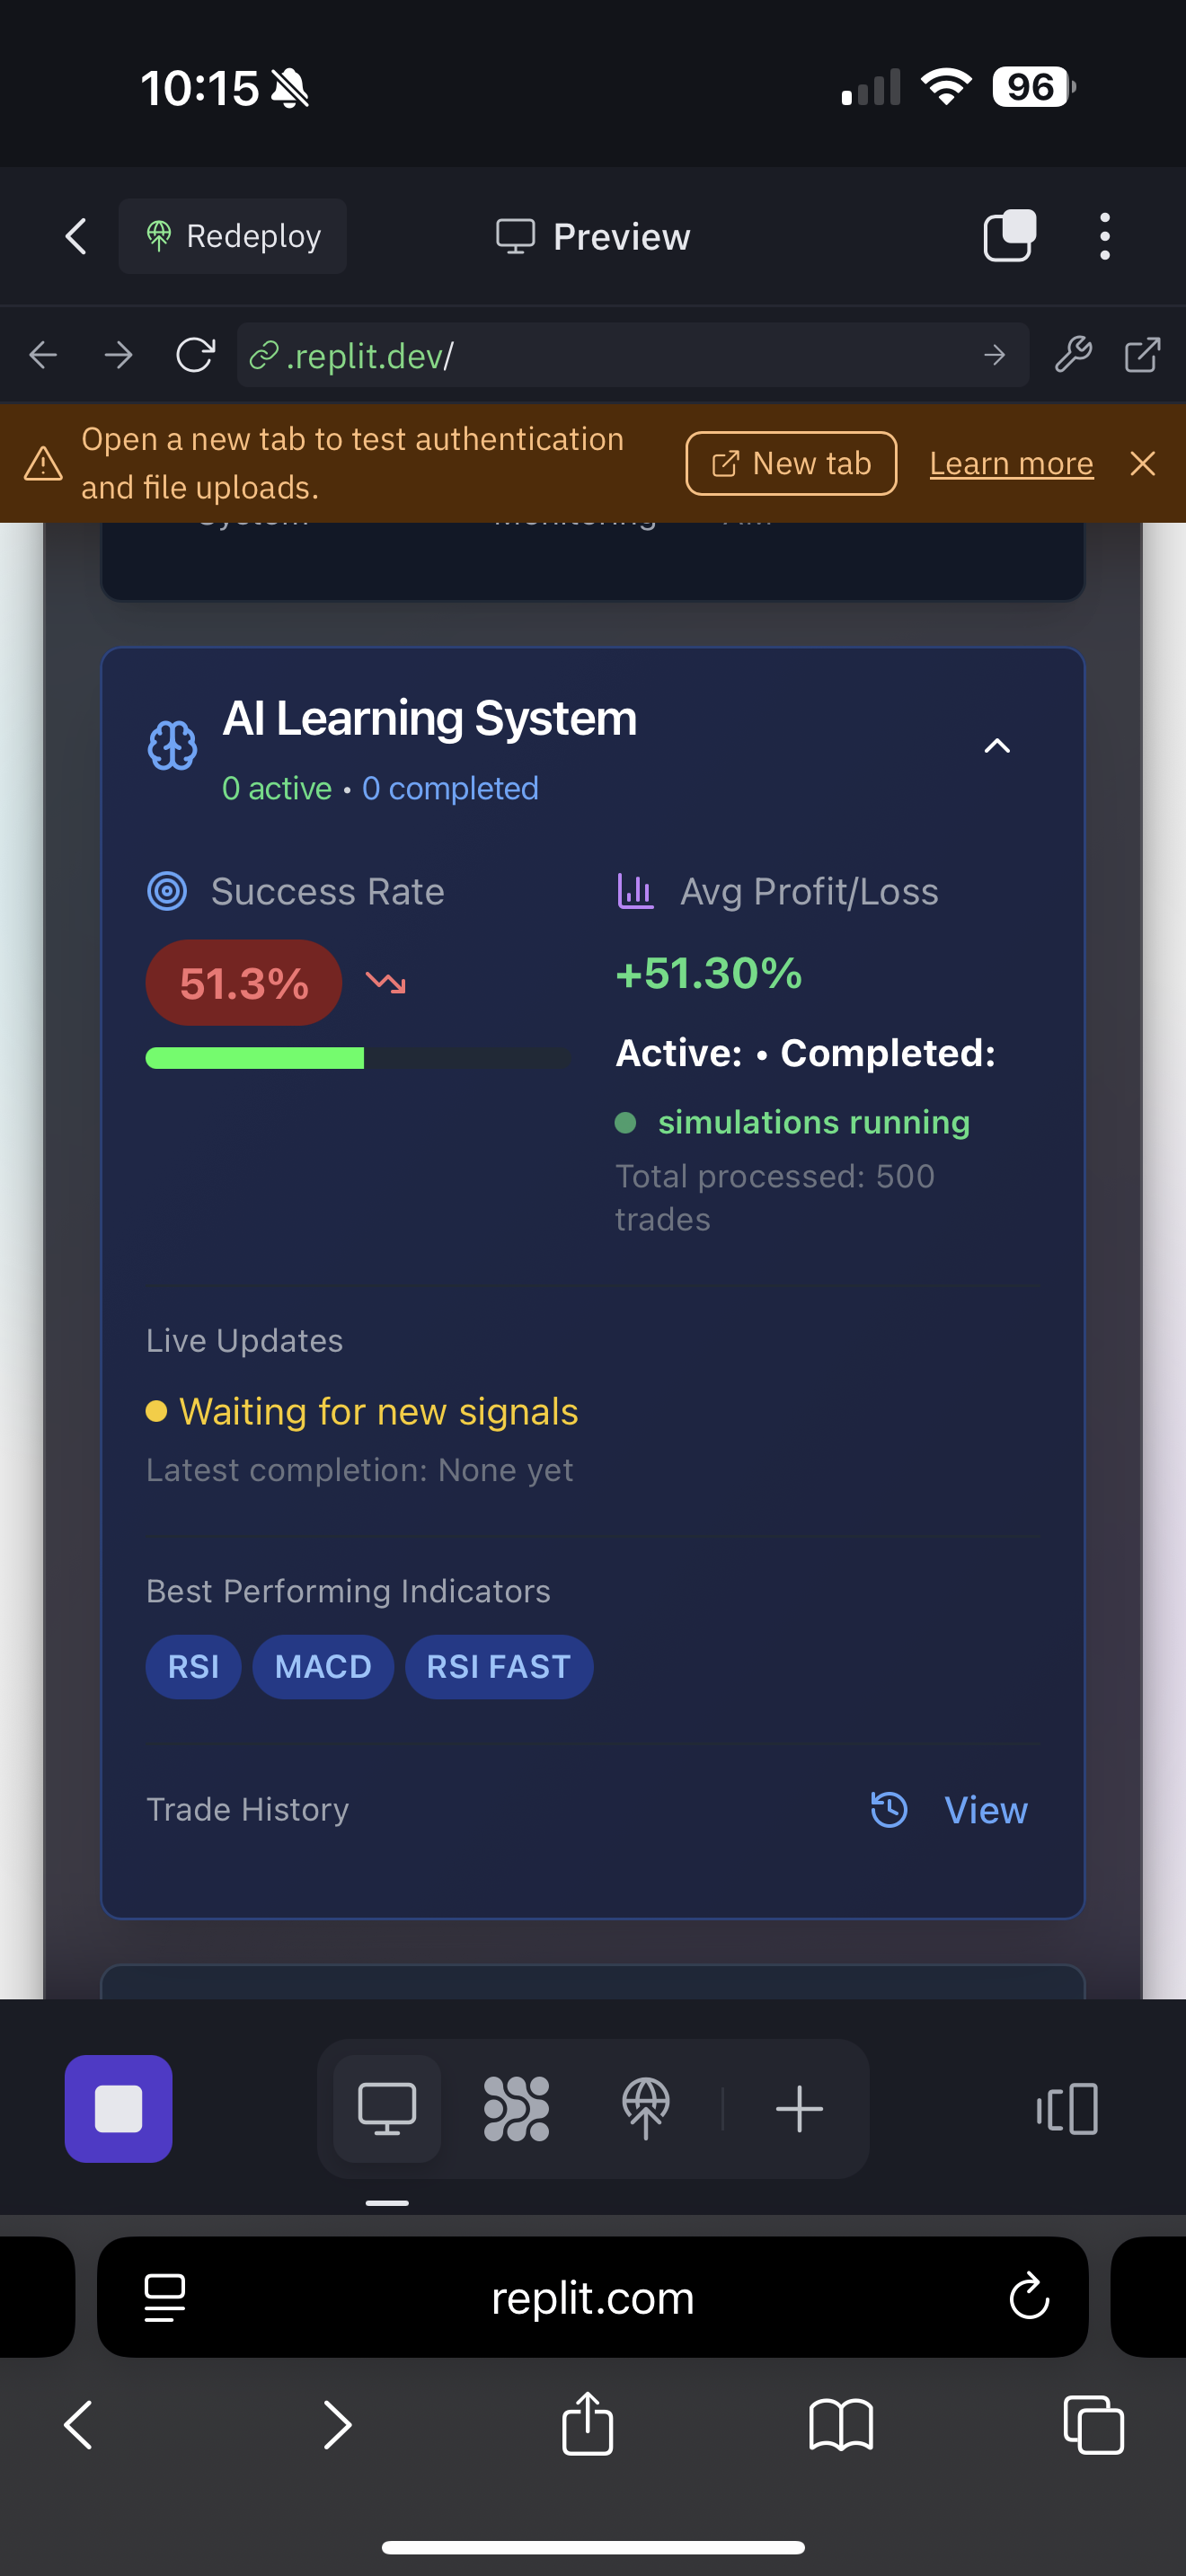 10:15
96
Redeploy
Preview
.replit.dev/
Open a new tab to test authentication
and file uploads.
New tab
Learn more
AI Learning System
0 active • 0 completed
Success Rate
51.3%
Avg Profit/Loss
+51.30%
Active: • Completed:
simulations running
Total processed: 500
trades
Live Updates
Waiting for new signals
Latest completion: None yet
Best Performing Indicators
RSI
MACD
RSI FAST
Trade History
View
replit.com